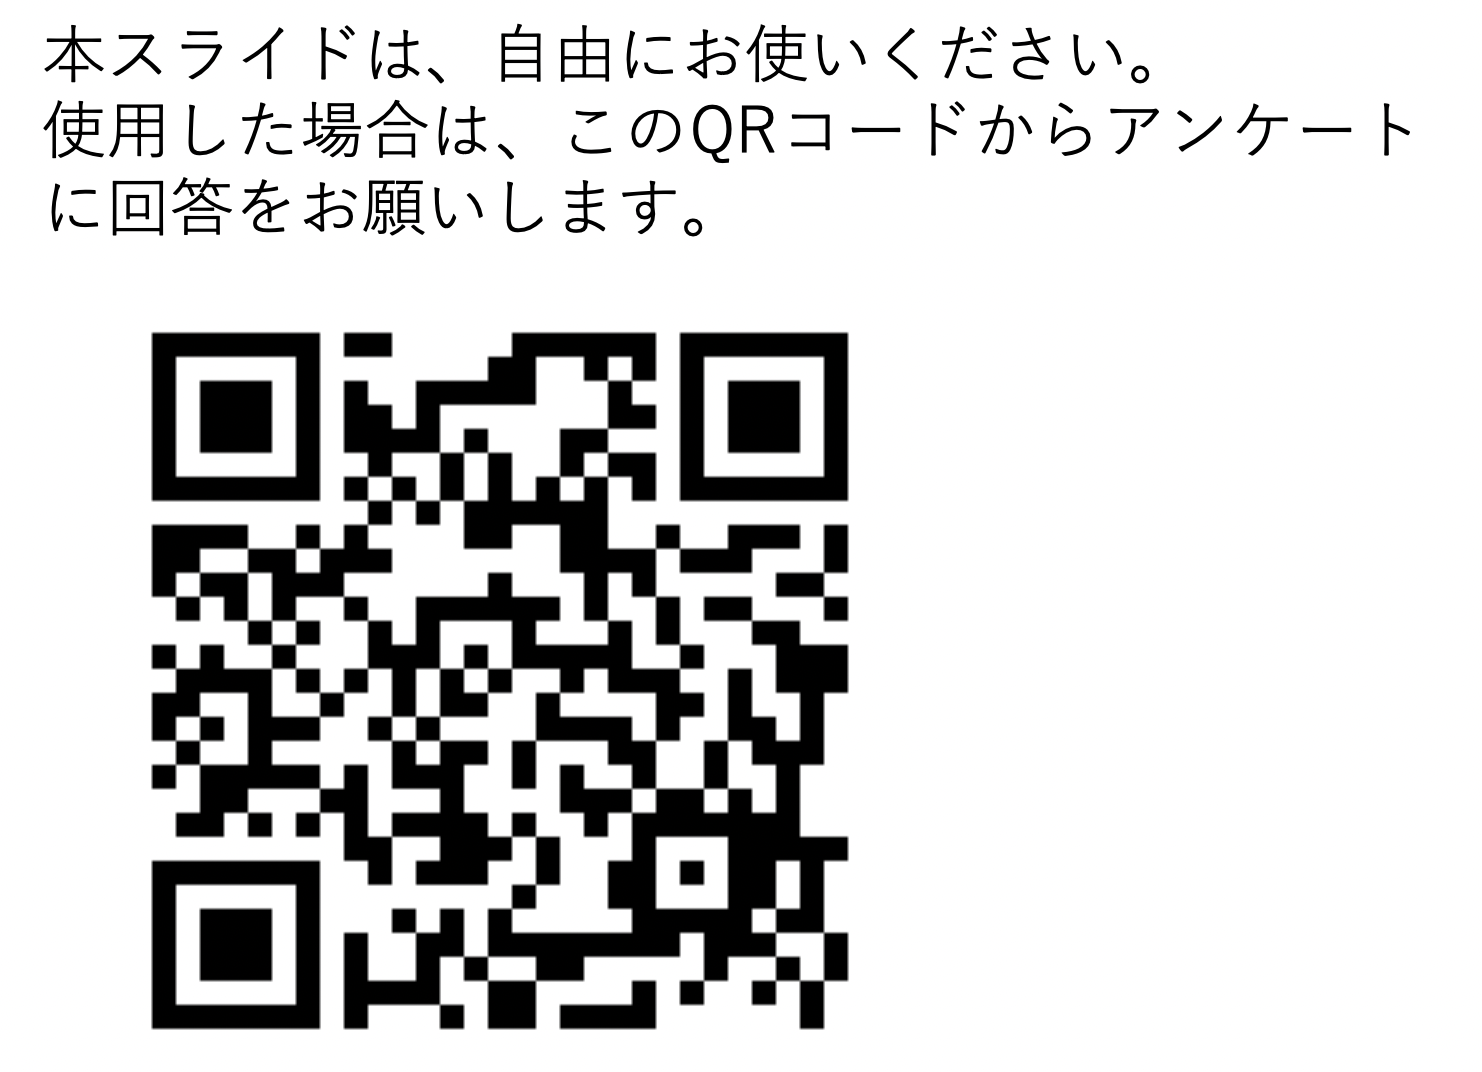 本スライドは、自由にお使いください。
使用した場合は、このQRコードからアンケート
に回答をお願いします。